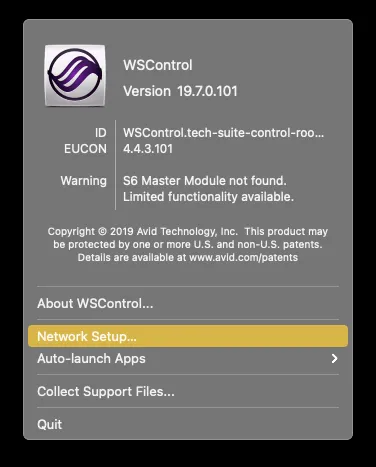 WSControl
Version 19.7.0.101
ID WSControl.tech-suite-control-roo...
EUCON 4.4.3.101
Warning S6 Master Module not found.
Limited functionality available.
Copyright © 2019 Avid Technology, Inc. This product may
be protected by one or more U.S. and non-U.S. patents.
Details are available at www.avid.com/patents
About WSControl...
Network Setup...
Auto-launch Apps
Collect Support Files...
Quit